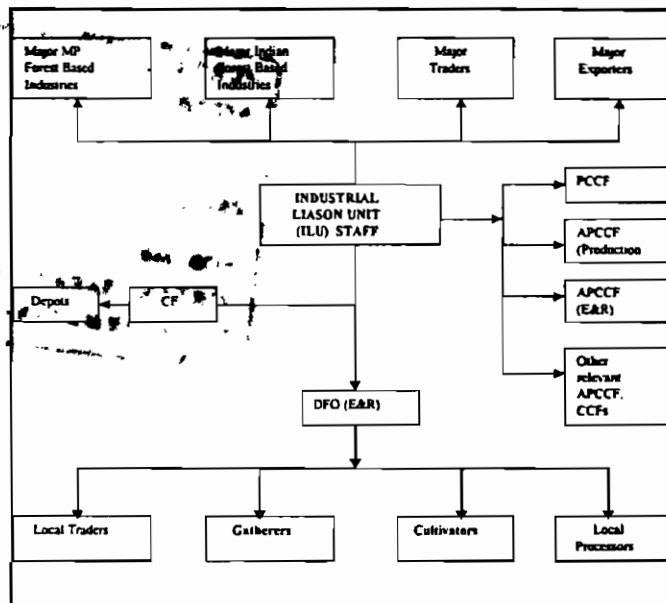 Major MP
Forest Based
Industries
Major Indian
Forest Based
Industries
Major
Traders
Major
Exporters
INDUSTRIAL
LIASON UNIT
(ILU) STAFF
PCCF
APCCF
(Production
APCCF
(E&R)
Other
relevant
APCCF,
CCFs
Depots
CF
DFO (E&R)
Local Traders
Gatherers
Cultivators
Local
Processors